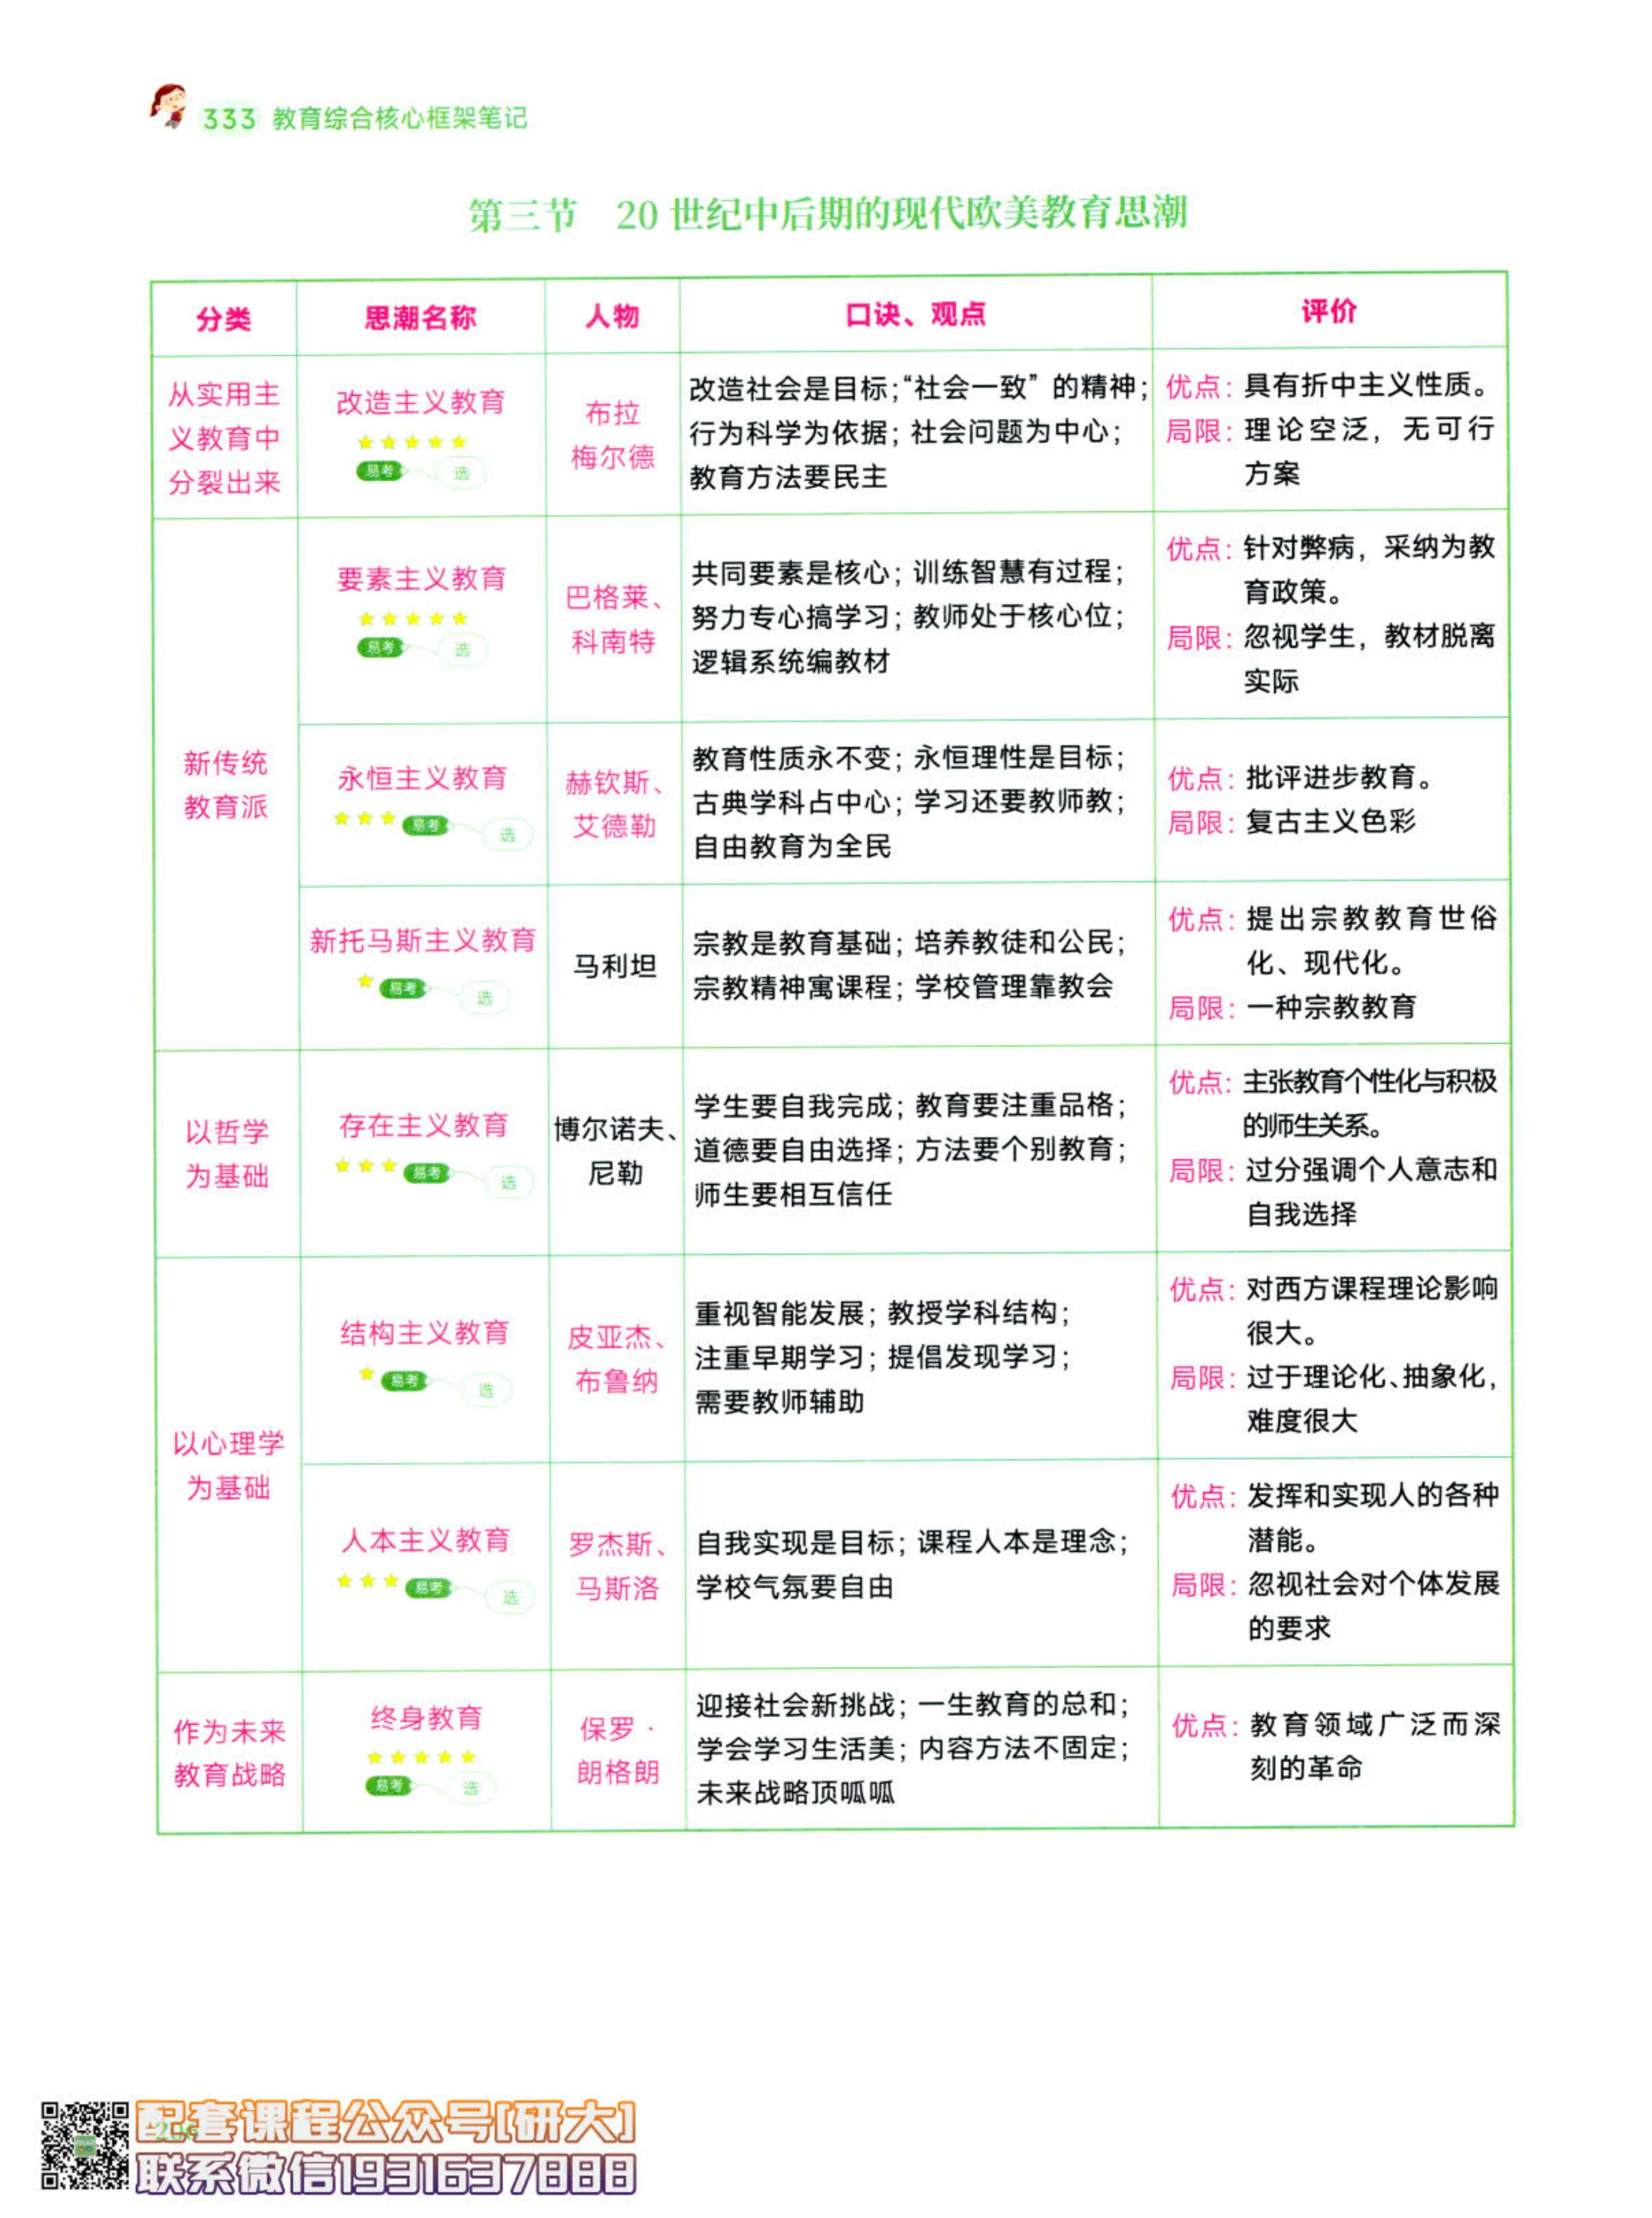 333 教育综合核心框架笔记
第三节 20 世纪中后期的现代欧美教育思潮
分类 思潮名称 人物 口诀、观点 评价
从实用主
义教育中
分裂出来
改造主义教育
易考 选
布拉
梅尔德
改造社会是目标；“社会一致”的精神；
行为科学为依据；社会问题为中心；
教育方法要民主
优点：具有折中主义性质。
局限：理论空泛，无可行
方案
新传统
教育派
要素主义教育
易考 选
巴格莱、
科南特
共同要素是核心；训练智慧有过程；
努力专心搞学习；教师处于核心位；
逻辑系统编教材
优点：针对弊病，采纳为教
育政策。
局限：忽视学生，教材脱离
实际
永恒主义教育
易考 选
赫钦斯、
艾德勒
教育性质永不变；永恒理性是目标；
古典学科占中心；学习还要教师教；
自由教育为全民
优点：批评进步教育。
局限：复古主义色彩
新托马斯主义教育
易考 选
马利坦
宗教是教育基础；培养教徒和公民；
宗教精神寓课程；学校管理靠教会
优点：提出宗教教育世俗
化、现代化。
局限：一种宗教教育
以哲学
为基础
存在主义教育
易考 选
博尔诺夫、
尼勒
学生要自我完成；教育要注重品格；
道德要自由选择；方法要个别教育；
师生要相互信任
优点：主张教育个性化与积极
的师生关系。
局限：过分强调个人意志和
自我选择
以心理学
为基础
结构主义教育
易考 选
皮亚杰、
布鲁纳
重视智能发展；教授学科结构；
注重早期学习；提倡发现学习；
需要教师辅助
优点：对西方课程理论影响
很大。
局限：过于理论化、抽象化，
难度很大
人本主义教育
易考 选
罗杰斯、
马斯洛
自我实现是目标；课程人本是理念；
学校气氛要自由
优点：发挥和实现人的各种
潜能。
局限：忽视社会对个体发展
的要求
作为未来
教育战略
终身教育
易考 选
保罗·
朗格朗
迎接社会新挑战；一生教育的总和；
学会学习生活美；内容方法不固定；
未来战略顶呱呱
优点：教育领域广泛而深
刻的革命
配套课程公众号[研大]
联系微信1931637888